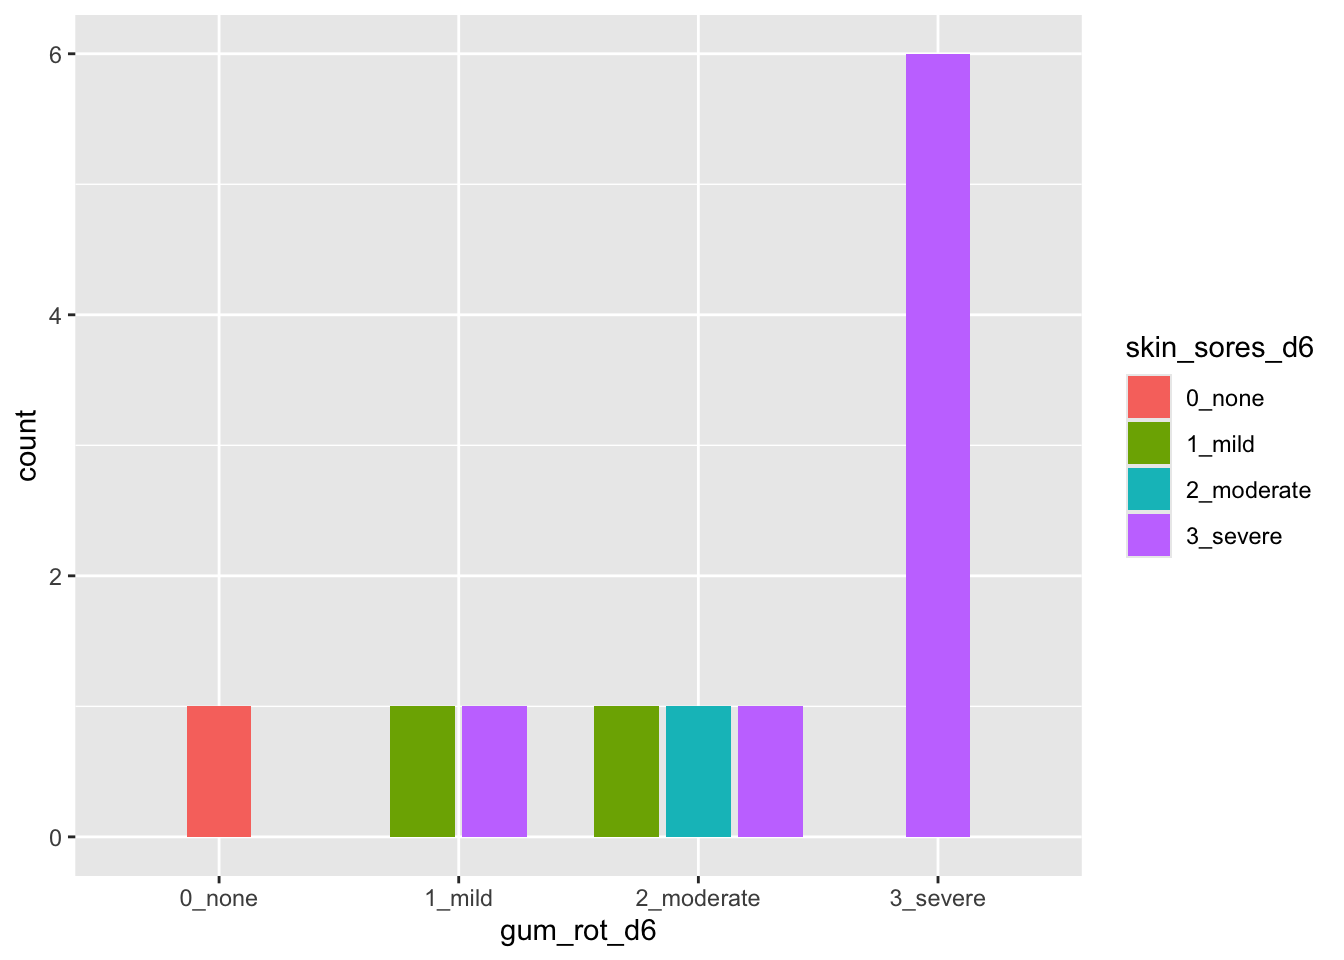 6
4
2
0
count
0_none
1_mild
2_moderate
3_severe
gum_rot_d6
skin_sores_d6
0_none
1_mild
2_moderate
3_severe